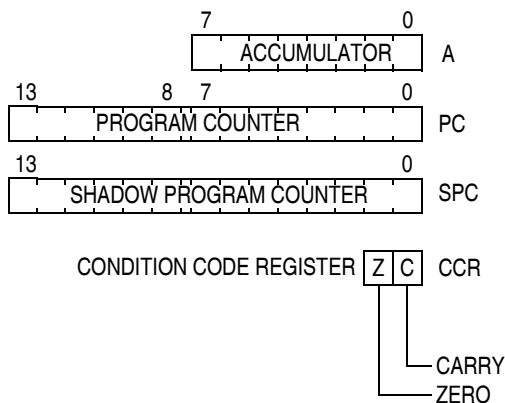 7 0
ACCUMULATOR A
13 8 7 0
PROGRAM COUNTER PC
13 0
SHADOW PROGRAM COUNTER SPC
CONDITION CODE REGISTER Z C CCR
CARRY
ZERO